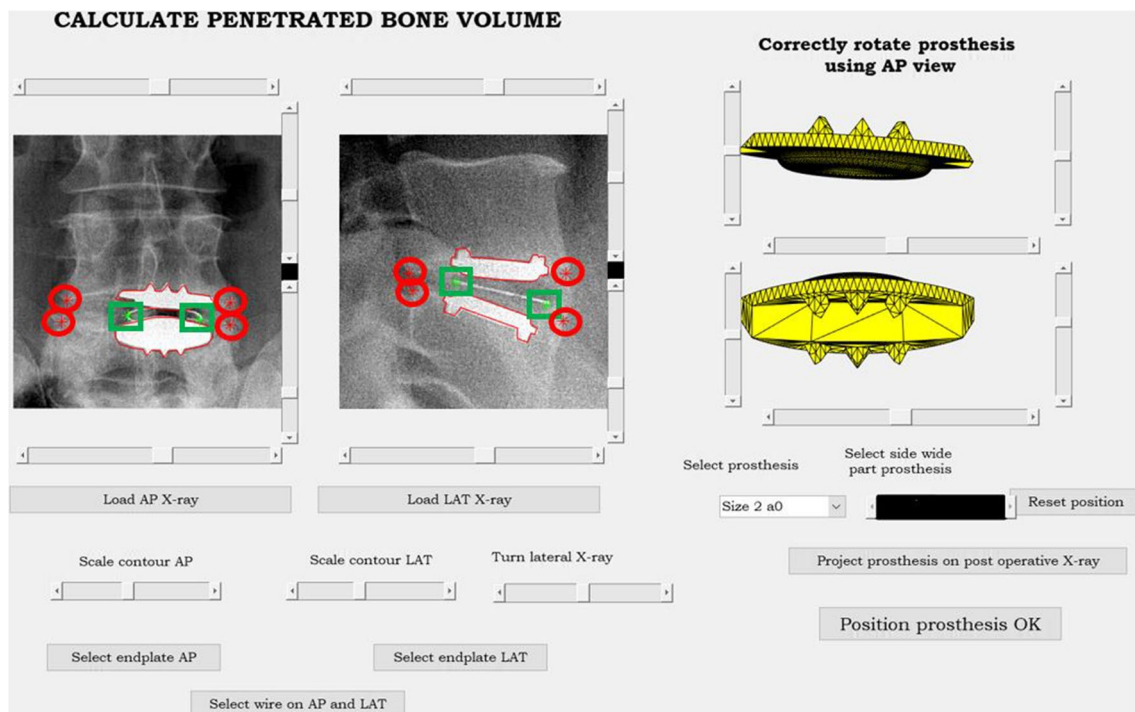 CALCULATE PENETRATED BONE VOLUME
Correctly rotate prosthesis
using AP view
Load AP X-ray
Load LAT X-ray
Select prosthesis
Select side wide
part prosthesis
Size 2 a0
Reset position
Scale contour AP
Scale contour LAT
Turn lateral X-ray
Project prosthesis on post operative X-ray
Position prosthesis OK
Select endplate AP
Select endplate LAT
Select wire on AP and LAT